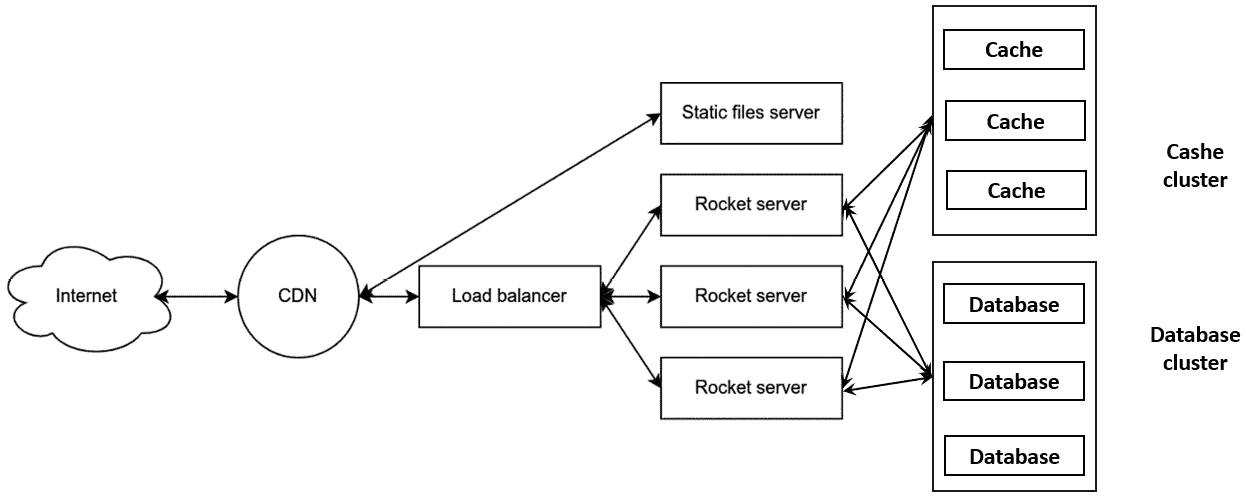 Internet
CDN
Load balancer
Static files server
Rocket server
Rocket server
Rocket server
Cache
Cache
Cache
Cashe
cluster
Database
Database
Database
Database
cluster